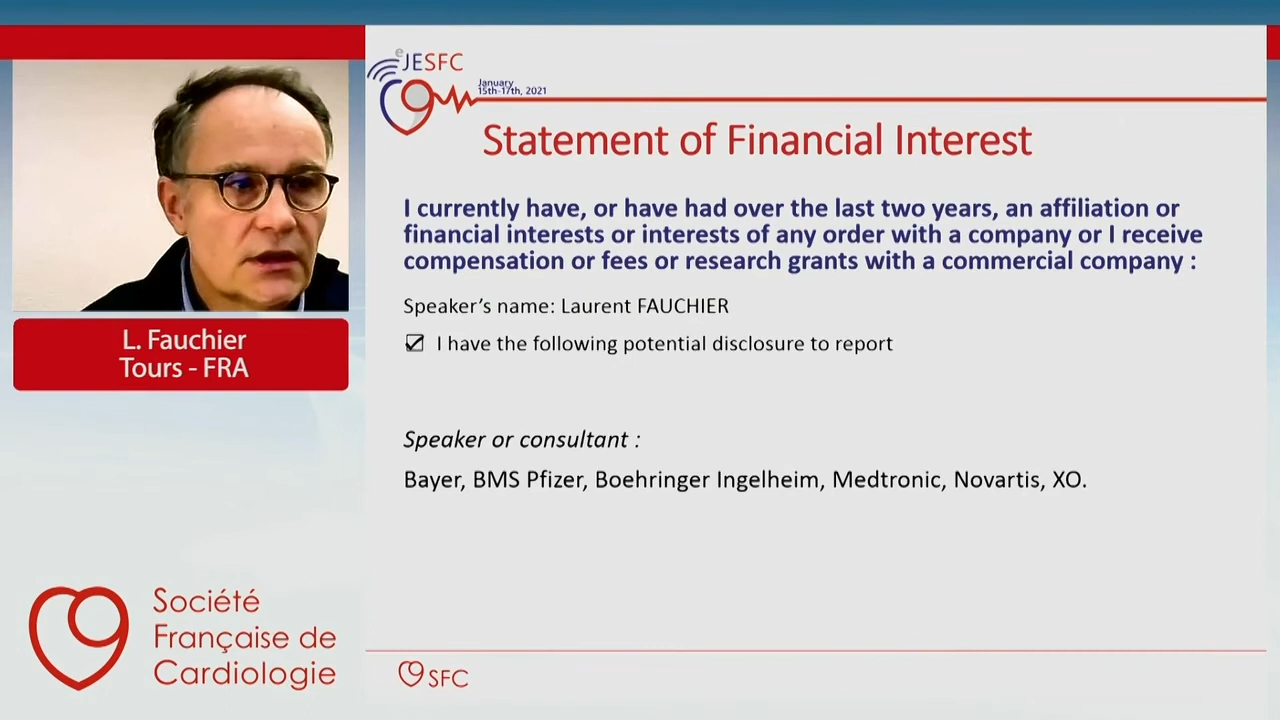 eJESFC
January
15th-17th, 2021
Statement of Financial Interest
I currently have, or have had over the last two years, an affiliation or
financial interests or interests of any order with a company or I receive
compensation or fees or research grants with a commercial company :
Speaker's name: Laurent FAUCHIER
I have the following potential disclosure to report
Speaker or consultant :
Bayer, BMS Pfizer, Boehringer Ingelheim, Medtronic, Novartis, XO.
SFC
L. Fauchier
Tours - FRA
Société
Française de
Cardiologie